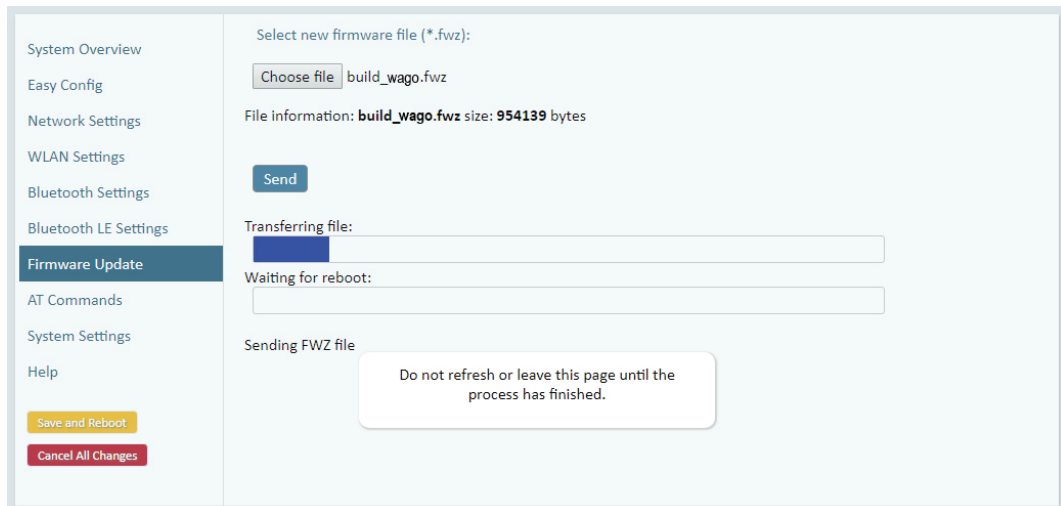 System Overview
Easy Config
Network Settings
WLAN Settings
Bluetooth Settings
Bluetooth LE Settings
Firmware Update
AT Commands
System Settings
Help
Save and Reboot
Cancel All Changes
Select new firmware file (*.fwz):
Choose file build_wago.fwz
File information: build_wago.fwz size: 954139 bytes
Send
Transferring file:
Waiting for reboot:
Sending FWZ file
Do not refresh or leave this page until the
process has finished.